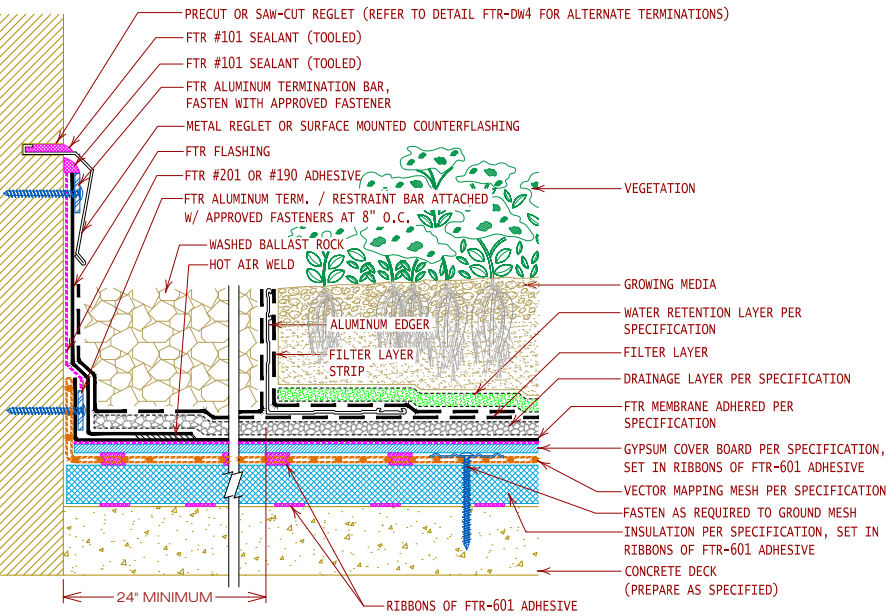 PRECUT OR SAW-CUT REGLET (REFER TO DETAIL FTR-DW4 FOR ALTERNATE TERMINATIONS)
FTR #101 SEALANT (TOOLED)
FTR #101 SEALANT (TOOLED)
FTR ALUMINUM TERMINATION BAR,
FASTEN WITH APPROVED FASTENER
METAL REGLET OR SURFACE MOUNTED COUNTERFLASHING
FTR FLASHING
FTR #201 OR #190 ADHESIVE
FTR ALUMINUM TERM. / RESTRAINT BAR ATTACHED
W/ APPROVED FASTENERS AT 8" O.C.
WASHED BALLAST ROCK
HOT AIR WELD
ALUMINUM EDGER
FILTER LAYER
STRIP
VEGETATION
GROWING MEDIA
WATER RETENTION LAYER PER
SPECIFICATION
FILTER LAYER
DRAINAGE LAYER PER SPECIFICATION
FTR MEMBRANE ADHERED PER
SPECIFICATION
GYPSUM COVER BOARD PER SPECIFICATION,
SET IN RIBBONS OF FTR-601 ADHESIVE
VECTOR MAPPING MESH PER SPECIFICATION
FASTEN AS REQUIRED TO GROUND MESH
INSULATION PER SPECIFICATION, SET IN
RIBBONS OF FTR-601 ADHESIVE
CONCRETE DECK
(PREPARE AS SPECIFIED)
24" MINIMUM
RIBBONS OF FTR-601 ADHESIVE